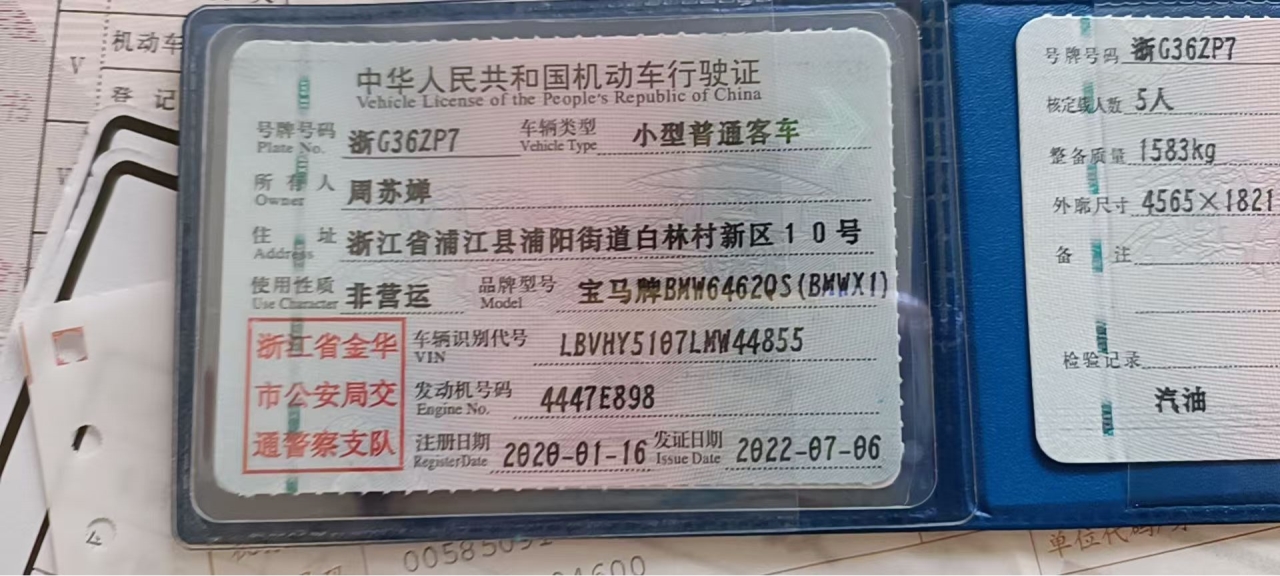 机动车
登 记
V
中华人民共和国机动车行驶证
Vehicle License of the People's Republic of China
号牌号码 浙G36ZP7 车辆类型 小型普通客车
Plate No. Vehicle Type
所有人 周苏婵
Owner
住 址 浙江省浦江县浦阳街道白林村新区10号
Address
使用性质 非营运 品牌型号 宝马牌BMW6462QS(BMWX1)
Use Character Model
浙江省金华
市公安局交
通警察支队
车辆识别代号 LBVHY5107LMW44855
VIN
发动机号码 4447E898
Engine No.
注册日期 2020-01-16 发证日期 2022-07-06
Register Date Issue Date
号牌号码 浙G36ZP7
核定载人数 5人
整备质量 1583kg
外廓尺寸 4565×1821
备 注
检验记录
汽油